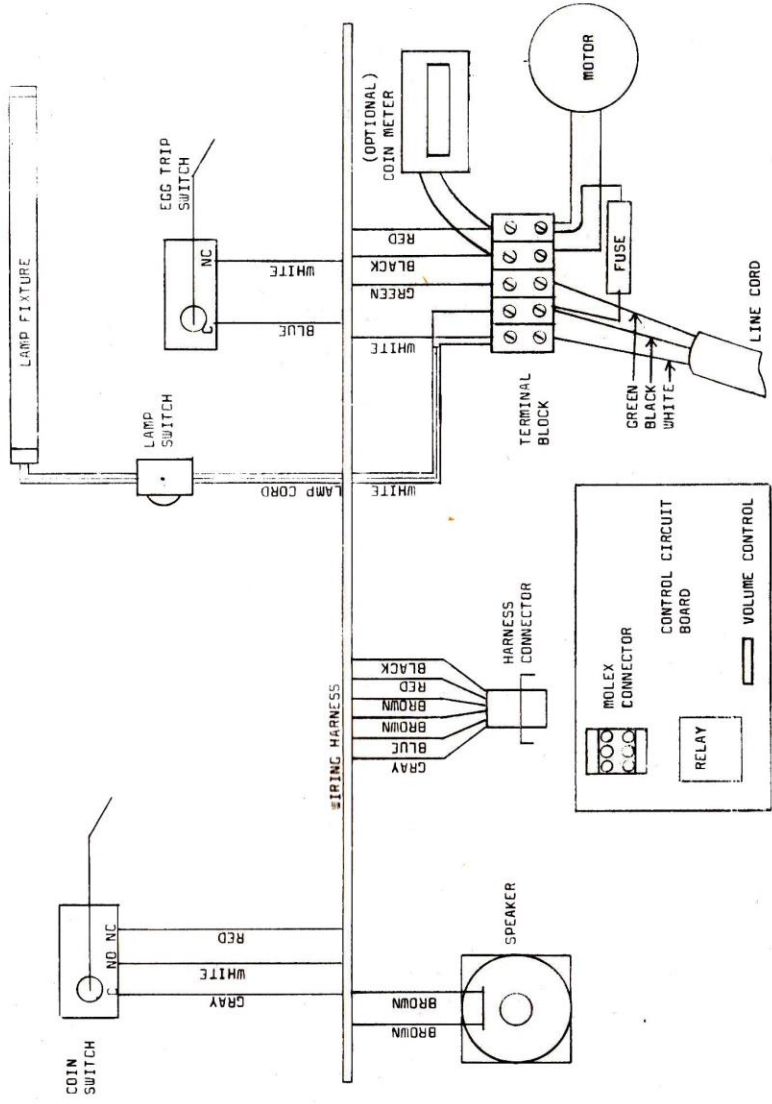 LAMP FIXTURE
COIN
SWITCH
C NO NC
GRAY
WHITE
RED
LAMP
SWITCH
LAMP CORD
EGG TRIP
SWITCH
C
NC
BLUE
WHITE
WIRING HARNESS
BROWN
BROWN
SPEAKER
GRAY
BLUE
BROWN
BROWN
RED
BLACK
HARNESS
CONNECTOR
WHITE
WHITE
GREEN
BLACK
RED
(OPTIONAL)
COIN METER
TERMINAL
BLOCK
MOTOR
FUSE
GREEN
BLACK
WHITE
LINE CORD
MOLEX
CONNECTOR
RELAY
CONTROL CIRCUIT
BOARD
VOLUME CONTROL